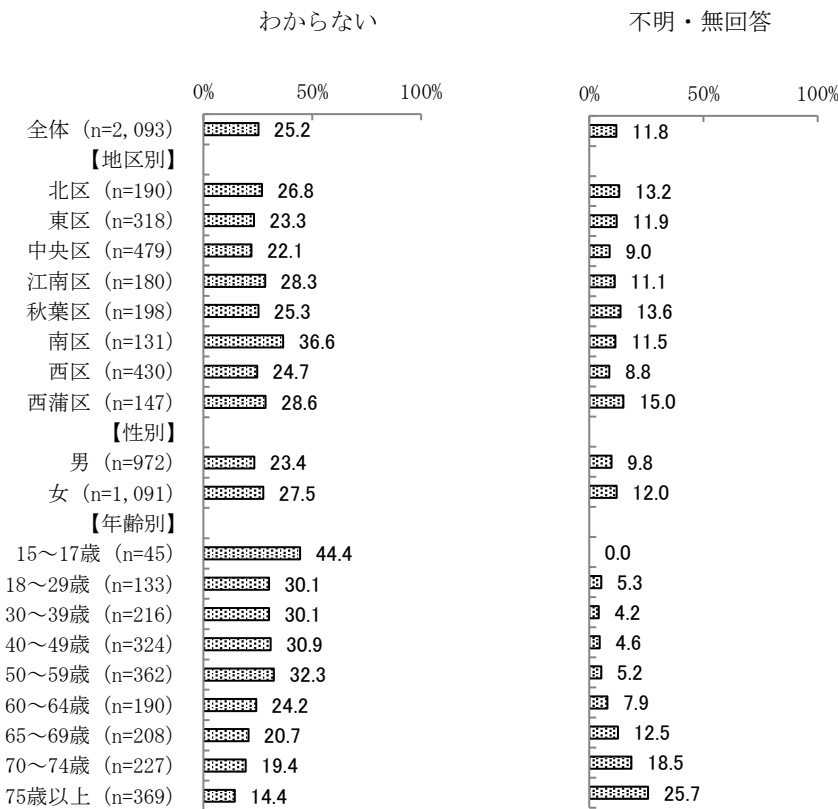 わからない 不明・無回答
0% 50% 100% 0% 50% 100%
全体 (n=2,093) 25.2 11.8
【地区別】
北区 (n=190) 26.8 13.2
東区 (n=318) 23.3 11.9
中央区 (n=479) 22.1 9.0
江南区 (n=180) 28.3 11.1
秋葉区 (n=198) 25.3 13.6
南区 (n=131) 36.6 11.5
西区 (n=430) 24.7 8.8
西蒲区 (n=147) 28.6 15.0
【性別】
男 (n=972) 23.4 9.8
女 (n=1,091) 27.5 12.0
【年齢別】
15～17歳 (n=45) 44.4 0.0
18～29歳 (n=133) 30.1 5.3
30～39歳 (n=216) 30.1 4.2
40～49歳 (n=324) 30.9 4.6
50～59歳 (n=362) 32.3 5.2
60～64歳 (n=190) 24.2 7.9
65～69歳 (n=208) 20.7 12.5
70～74歳 (n=227) 19.4 18.5
75歳以上 (n=369) 14.4 25.7